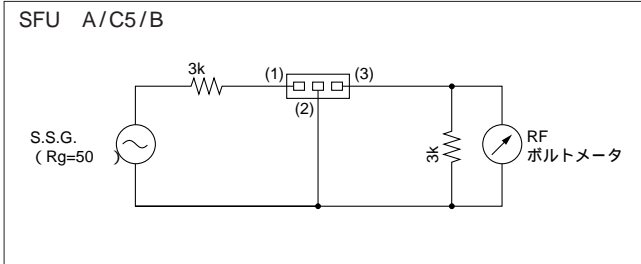 SFU A/C5/B
3k
(1)
(3)
(2)
S.S.G.
( Rg=50 )
3k
RF
ボルトメータ